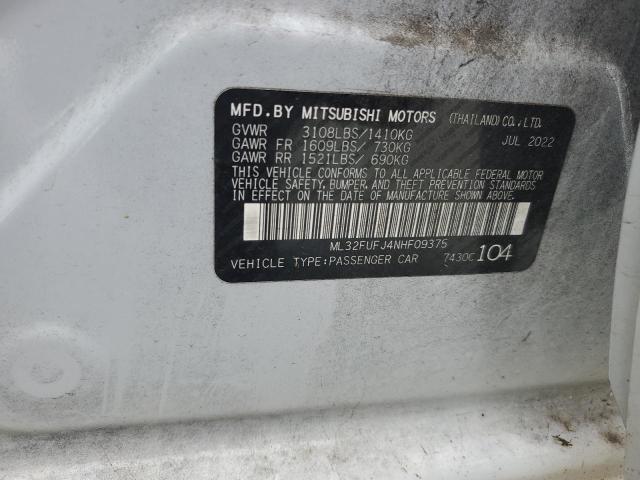 MFD.BY MITSUBISHI MOTORS (THAILAND) CO., LTD.
GVWR 3108LBS/1410KG JUL 2022
GAWR FR 1609LBS/ 730KG
GAWR RR 1521LBS/ 690KG
THIS VEHICLE CONFORMS TO ALL APPLICABLE FEDERAL MOTOR
VEHICLE SAFETY, BUMPER, AND THEFT PREVENTION STANDARDS
IN EFFECT ON THE DATE OF MANUFACTURE SHOWN ABOVE.
ML32FUFJ4NHF09375
VEHICLE TYPE:PASSENGER CAR 7430C 104